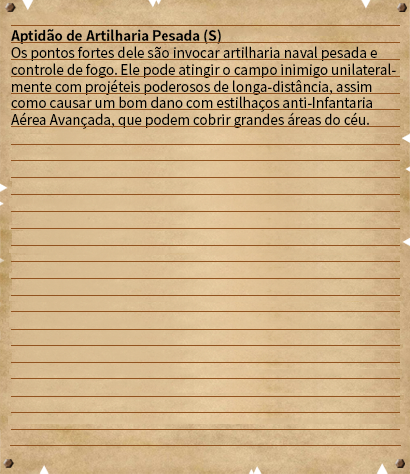 Aptidão de Artilharia Pesada (S)
Os pontos fortes dele são invocar artilharia naval pesada e
controle de fogo. Ele pode atingir o campo inimigo unilateral-
mente com projéteis poderosos de longa-distância, assim
como causar um bom dano com estilhaços anti-Infantaria
Aérea Avançada, que podem cobrir grandes áreas do céu.